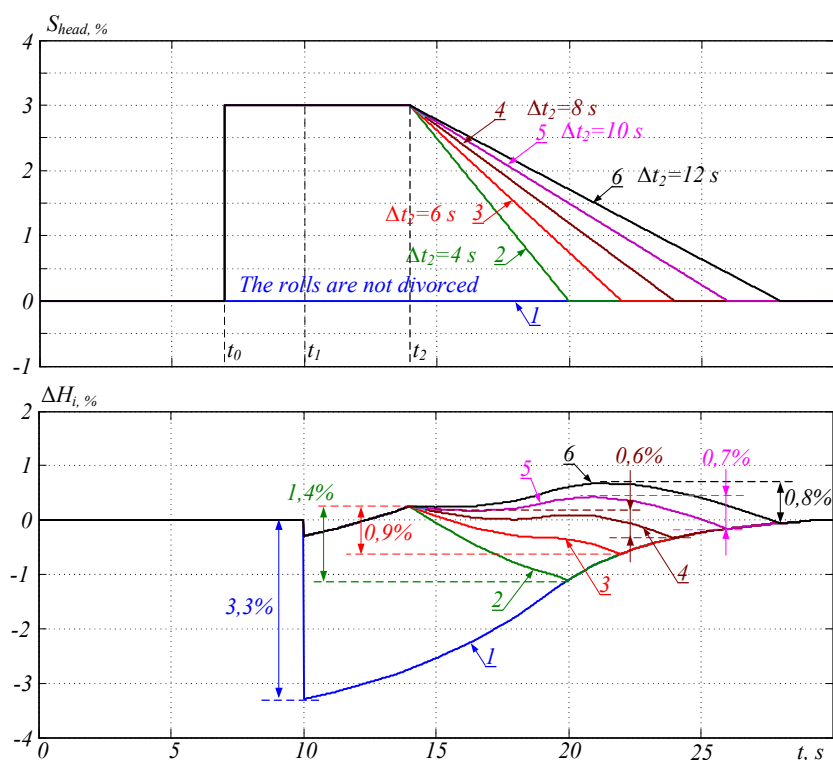 S_head, %
4
3
2
1
0
-1
4 Δt₂=8 s
5 Δt₂=10 s
6 Δt₂=12 s
Δt₂=6 s 3
Δt₂=4 s 2
The rolls are not divorced
1
t₀ t₁ t₂
ΔH_i, %
2
1
0
-1
-2
-3
-4
6
5
0,6%
0,7%
1,4%
0,9%
0,8%
3,3%
2
3
4
1
0 5 10 15 20 25 t, s